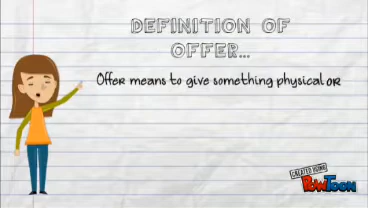 DEFINITION OF
OFFER...
Offer means to give something physical or
CREATED USING
POWTOON